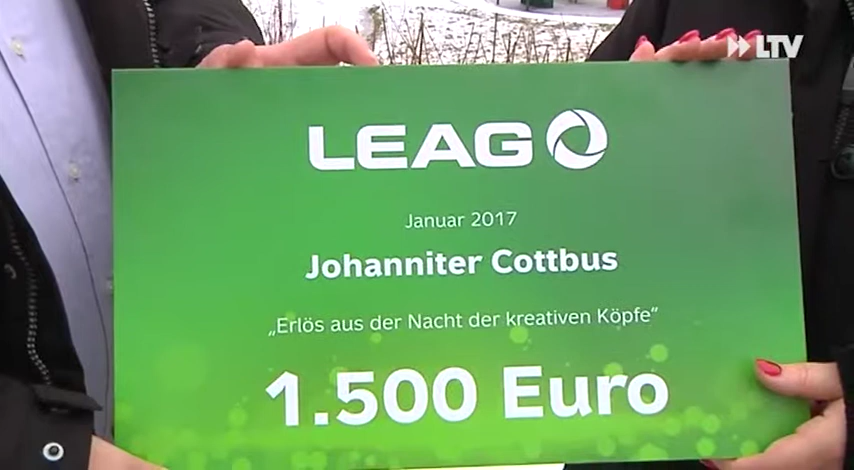 LTV
LEAG
Januar 2017
Johanniter Cottbus
„Erlös aus der Nacht der kreativen Köpfe“
1.500 Euro